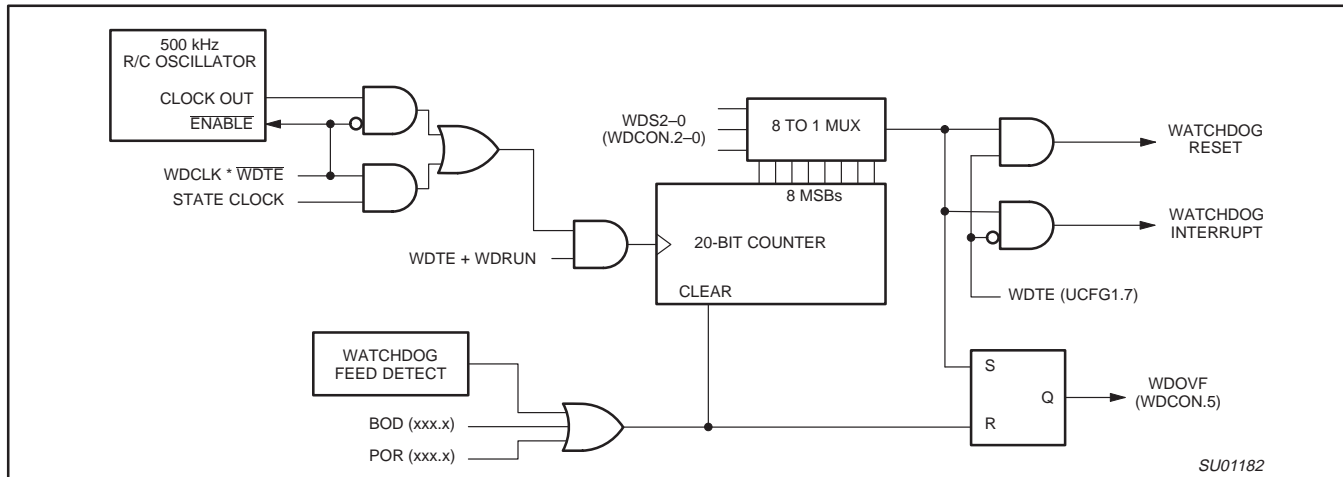 500 kHz
R/C OSCILLATOR
CLOCK OUT
ENABLE
WDCLK * WDTE
STATE CLOCK
WDS2–0
(WDCON.2–0)
8 TO 1 MUX
WATCHDOG
RESET
8 MSBs
20-BIT COUNTER
WATCHDOG
INTERRUPT
WDTE + WDRUN
CLEAR
WDTE (UCFG1.7)
WATCHDOG
FEED DETECT
S
Q
WDOVF
(WDCON.5)
BOD (xxx.x)
R
POR (xxx.x)
SU01182